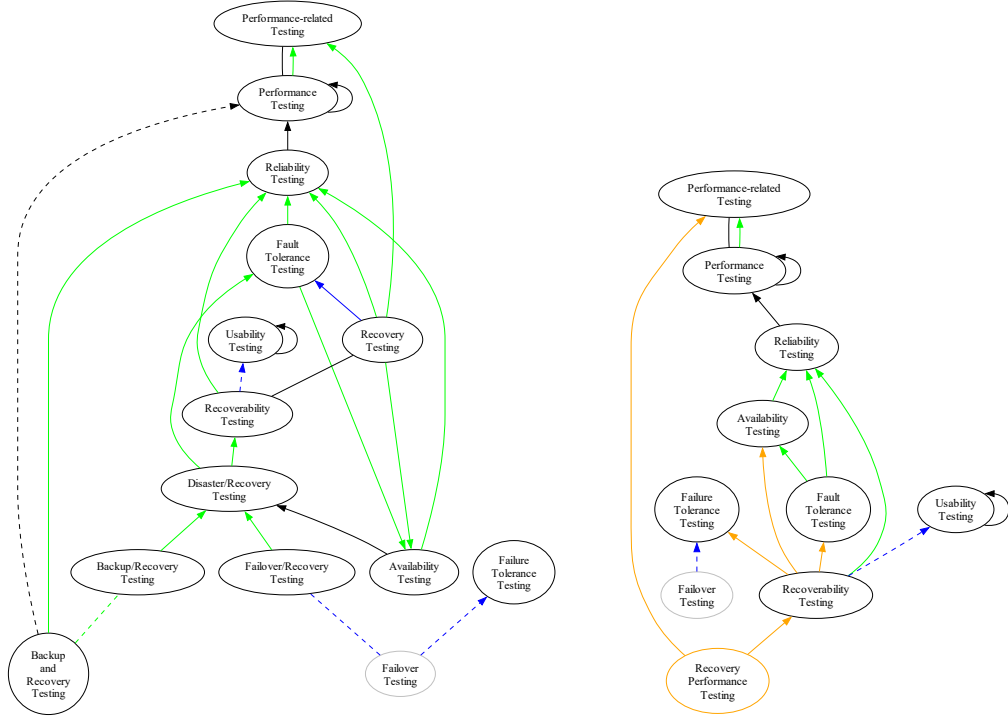 Performance-related
Testing
Performance
Testing
Reliability
Testing
Fault
Tolerance
Testing
Usability
Testing
Recovery
Testing
Recoverability
Testing
Disaster/Recovery
Testing
Backup/Recovery
Testing
Failover/Recovery
Testing
Availability
Testing
Failure
Tolerance
Testing
Backup
and
Recovery
Testing
Failover
Testing
Performance-related
Testing
Performance
Testing
Reliability
Testing
Availability
Testing
Failure
Tolerance
Testing
Fault
Tolerance
Testing
Usability
Testing
Failover
Testing
Recoverability
Testing
Recovery
Performance
Testing